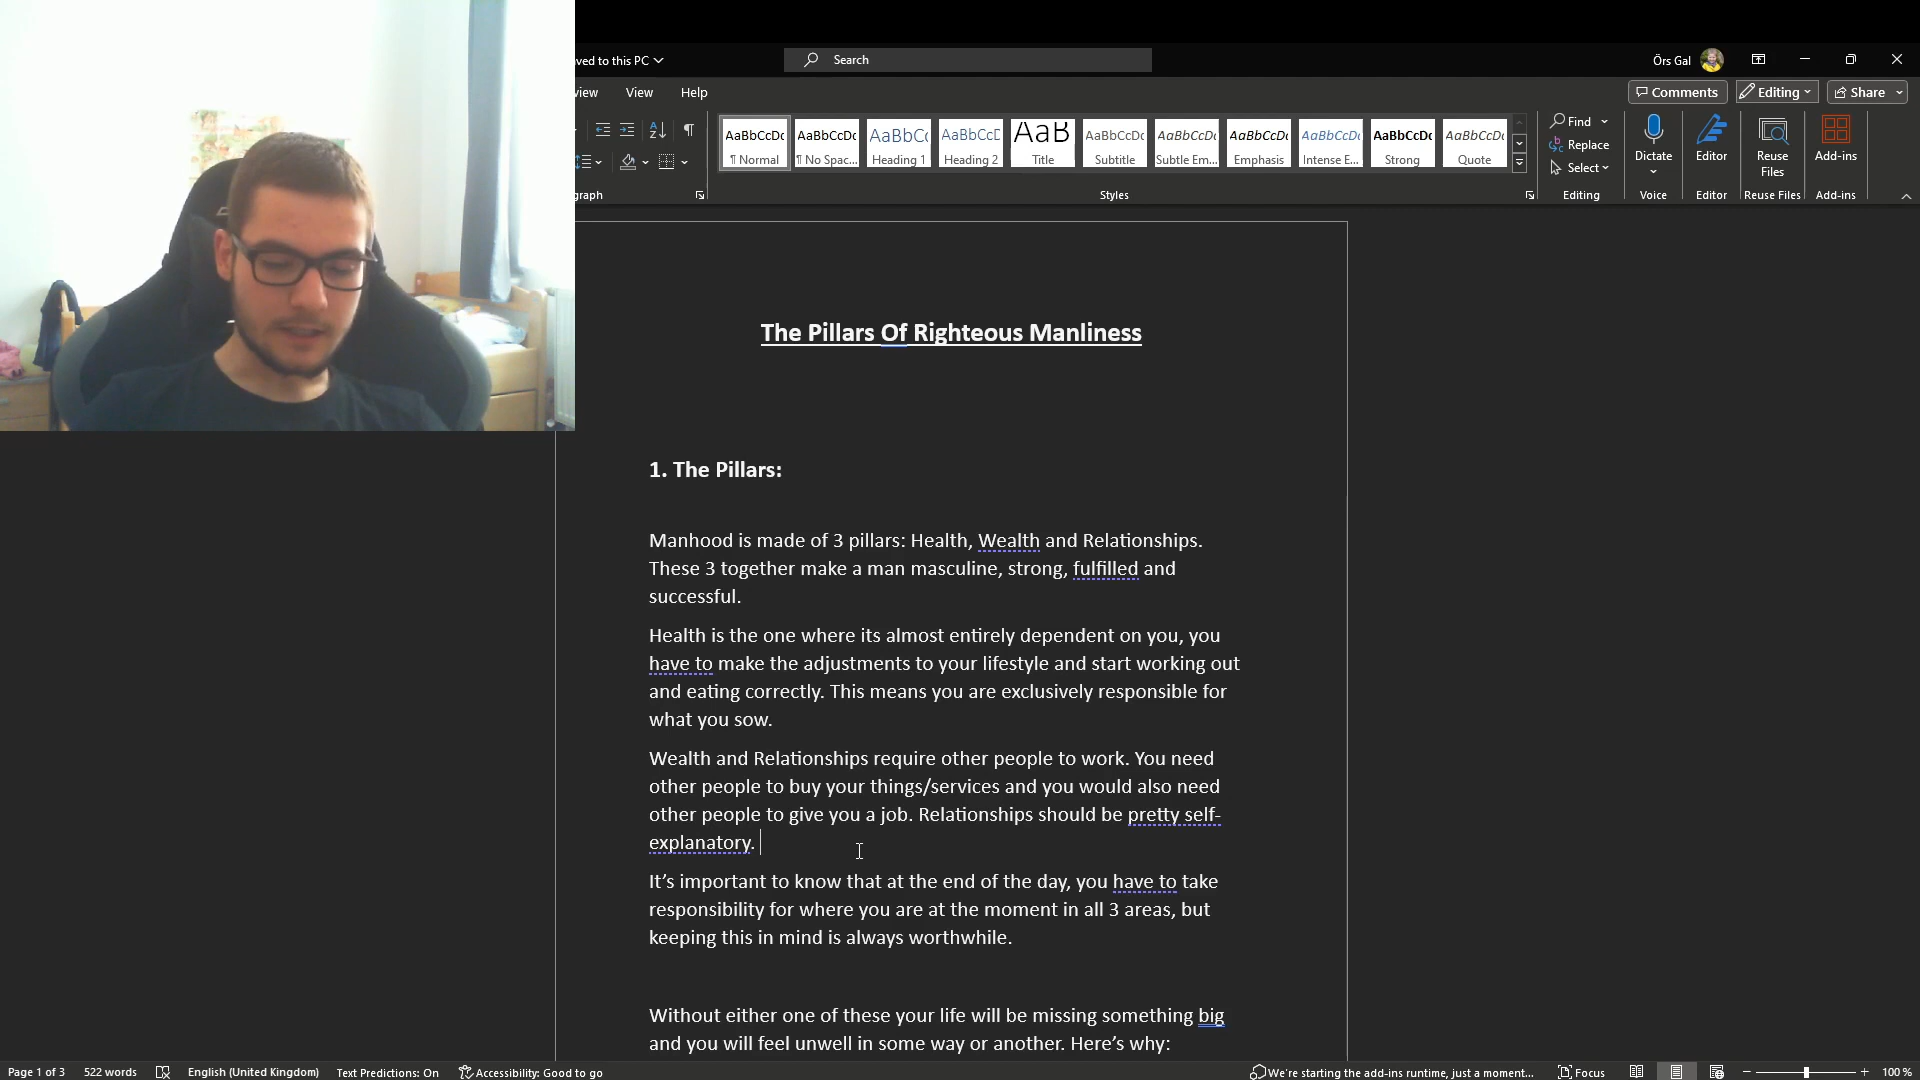 ved to this PC
Search
Örs Gal
view
View
Help
Comments
Editing
Share
AaBbCcDc
AaBbCcDc
AaBbC
AaBbCcD
AaB
AaBbCcD
AaBbCcDc
AaBbCcDc
AaBbCcDc
AaBbCcDc
AaBbCcDc
¶ Normal
¶ No Spac...
Heading 1
Heading 2
Title
Subtitle
Subtle Em...
Emphasis
Intense E...
Strong
Quote
Find
Replace
Select
Dictate
Editor
Reuse
Files
Add-ins
graph
Styles
Editing
Voice
Editor
Reuse Files
Add-ins
The Pillars Of Righteous Manliness
1. The Pillars:
Manhood is made of 3 pillars: Health, Wealth and Relationships.
These 3 together make a man masculine, strong, fulfilled and
successful.
Health is the one where its almost entirely dependent on you, you
have to make the adjustments to your lifestyle and start working out
and eating correctly. This means you are exclusively responsible for
what you sow.
Wealth and Relationships require other people to work. You need
other people to buy your things/services and you would also need
other people to give you a job. Relationships should be pretty self-
explanatory.
It’s important to know that at the end of the day, you have to take
responsibility for where you are at the moment in all 3 areas, but
keeping this in mind is always worthwhile.
Without either one of these your life will be missing something big
and you will feel unwell in some way or another. Here’s why:
Page 1 of 3
522 words
English (United Kingdom)
Text Predictions: On
Accessibility: Good to go
We're starting the add-ins runtime, just a moment...
Focus
100 %